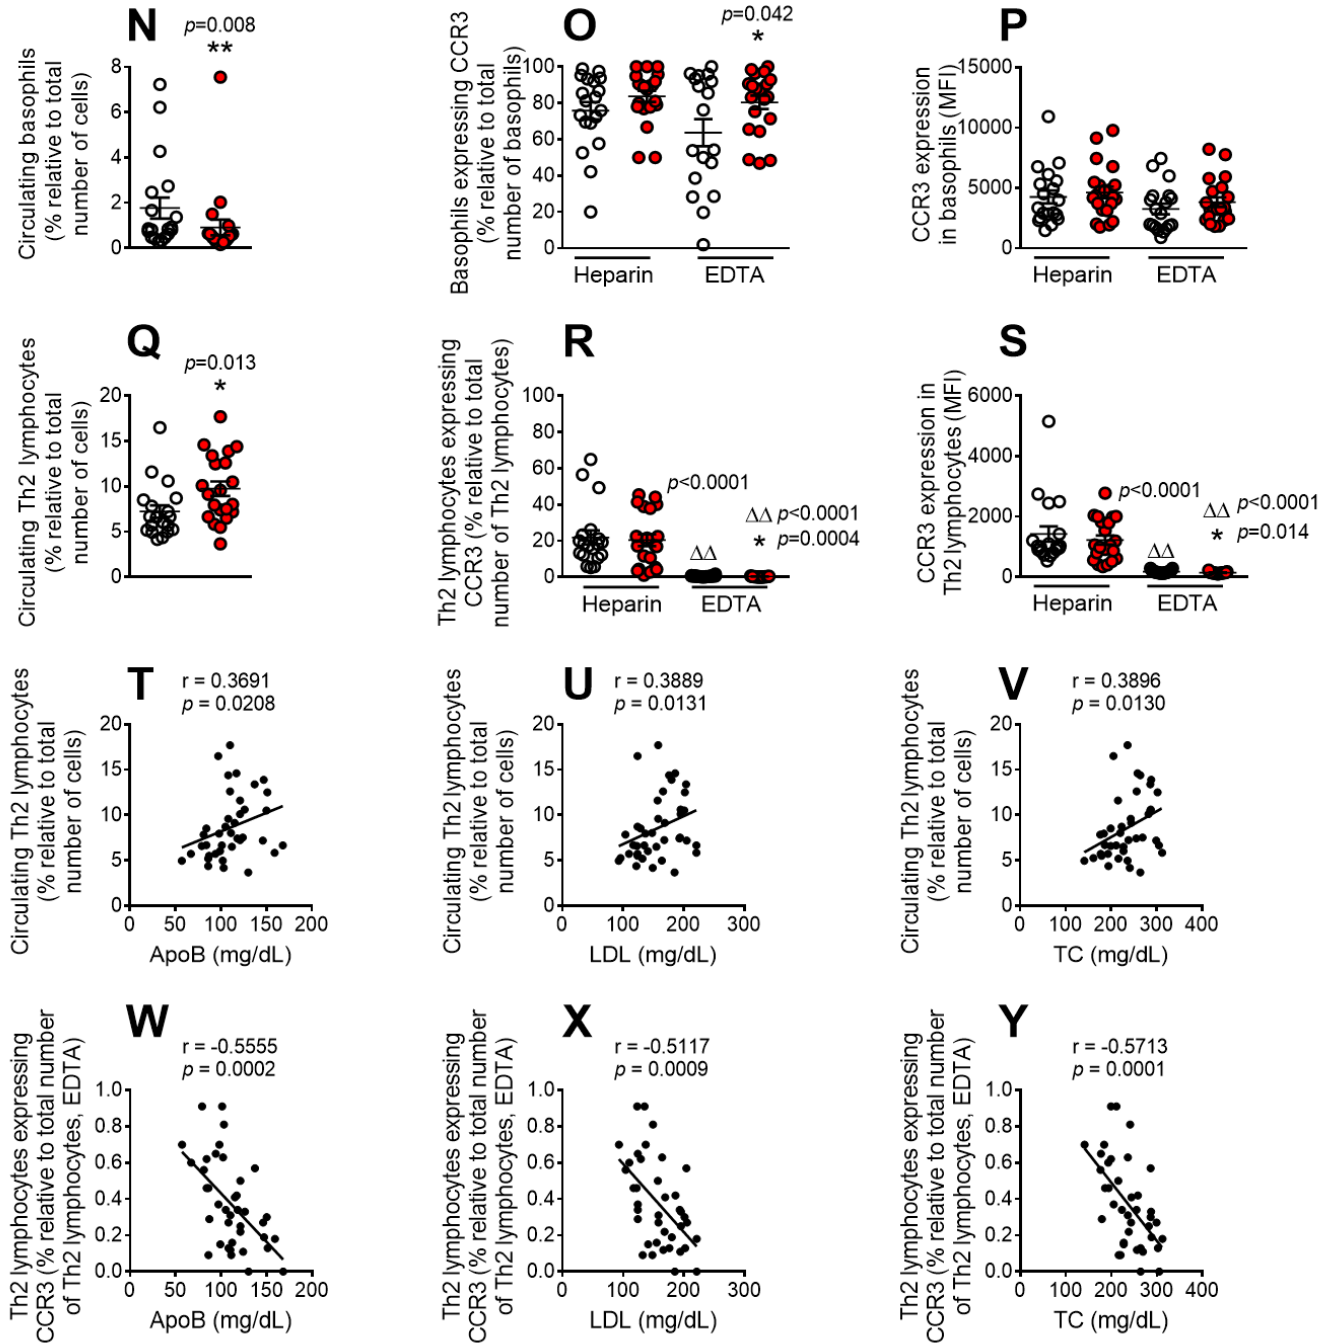 N
p=0.008
**
Circulating basophils
(% relative to total
number of cells)
8
6
4
2
0
O
p=0.042
*
Basophils expressing CCR3
(% relative to total
number of basophils)
100
80
60
40
20
0
Heparin
EDTA
P
CCR3 expression
in basophils (MFI)
15000
10000
5000
0
Heparin
EDTA
Q
p=0.013
*
Circulating Th2 lymphocytes
(% relative to total
number of cells)
20
15
10
5
0
R
Th2 lymphocytes expressing
CCR3 (% relative to total
number of Th2 lymphocytes)
100
80
60
40
20
0
p<0.0001
ΔΔ
ΔΔ p<0.0001
* p=0.0004
Heparin
EDTA
S
CCR3 expression in
Th2 lymphocytes (MFI)
6000
4000
2000
0
p<0.0001
ΔΔ
ΔΔ p<0.0001
* p=0.014
Heparin
EDTA
T
r = 0.3691
p = 0.0208
Circulating Th2 lymphocytes
(% relative to total
number of cells)
20
15
10
5
0
0 50 100 150 200
ApoB (mg/dL)
U
r = 0.3889
p = 0.0131
Circulating Th2 lymphocytes
(% relative to total
number of cells)
20
15
10
5
0
0 100 200 300
LDL (mg/dL)
V
r = 0.3896
p = 0.0130
Circulating Th2 lymphocytes
(% relative to total
number of cells)
20
15
10
5
0
0 100 200 300 400
TC (mg/dL)
W
r = -0.5555
p = 0.0002
Th2 lymphocytes expressing
CCR3 (% relative to total number
of Th2 lymphocytes, EDTA)
1.0
0.8
0.6
0.4
0.2
0.0
0 50 100 150 200
ApoB (mg/dL)
X
r = -0.5117
p = 0.0009
Th2 lymphocytes expressing
CCR3 (% relative to total number
of Th2 lymphocytes, EDTA)
1.0
0.8
0.6
0.4
0.2
0.0
0 100 200 300
LDL (mg/dL)
Y
r = -0.5713
p = 0.0001
Th2 lymphocytes expressing
CCR3 (% relative to total number
of Th2 lymphocytes, EDTA)
1.0
0.8
0.6
0.4
0.2
0.0
0 100 200 300 400
TC (mg/dL)